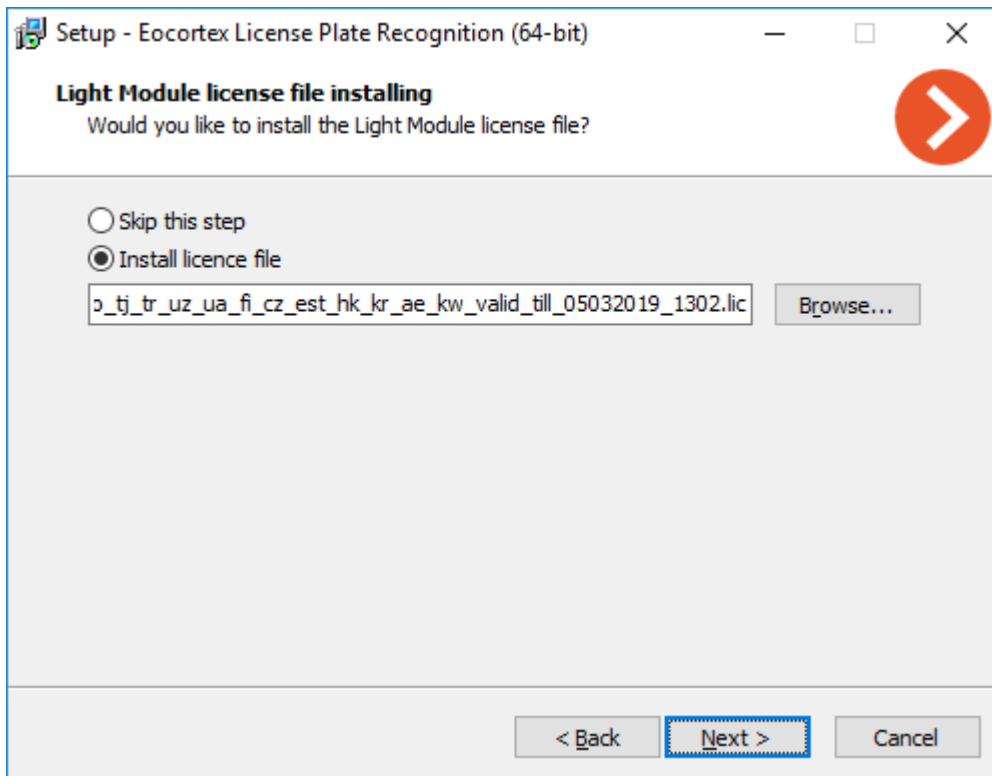 Setup - Eocortex License Plate Recognition (64-bit)
Light Module license file installing
Would you like to install the Light Module license file?
Skip this step
Install licence file
_tj_tr_uz_ua_fi_cz_est_hk_kr_ae_kw_valid_till_05032019_1302.lic
Browse...
< Back
Next >
Cancel